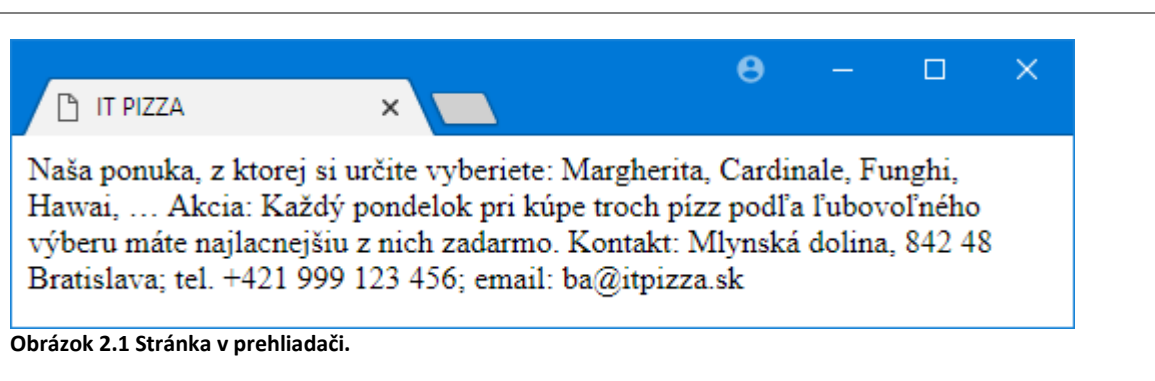 IT PIZZA
Naša ponuka, z ktorej si určite vyberiete: Margherita, Cardinale, Funghi,
Hawai, … Akcia: Každý pondelok pri kúpe troch pízz podľa ľubovoľného
výberu máte najlacnejšiu z nich zadarmo. Kontakt: Mlynská dolina, 842 48
Bratislava; tel. +421 999 123 456; email: ba@itpizza.sk
Obrázok 2.1 Stránka v prehliadači.